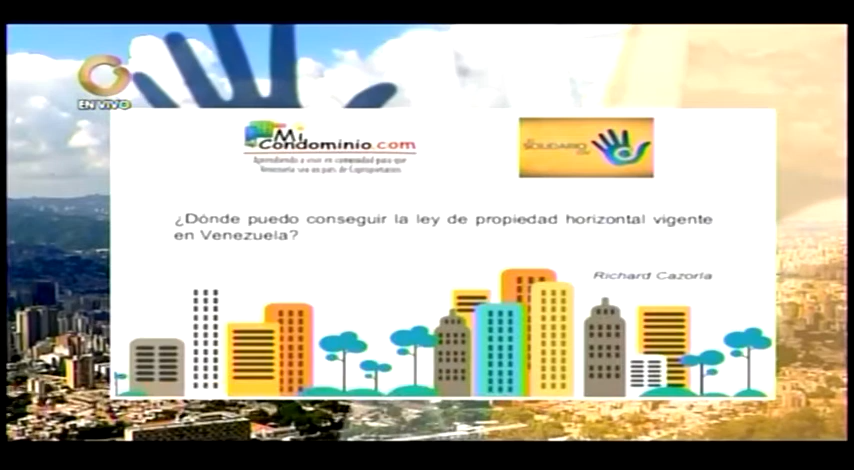 EN VIVO
Mi
Condominio.com
Aprendiendo a vivir en comunidad para que
Venezuela sea un país de Copropietarios
SOLIDARIO
¿Dónde puedo conseguir la ley de propiedad horizontal vigente
en Venezuela?
Richard Cazorla